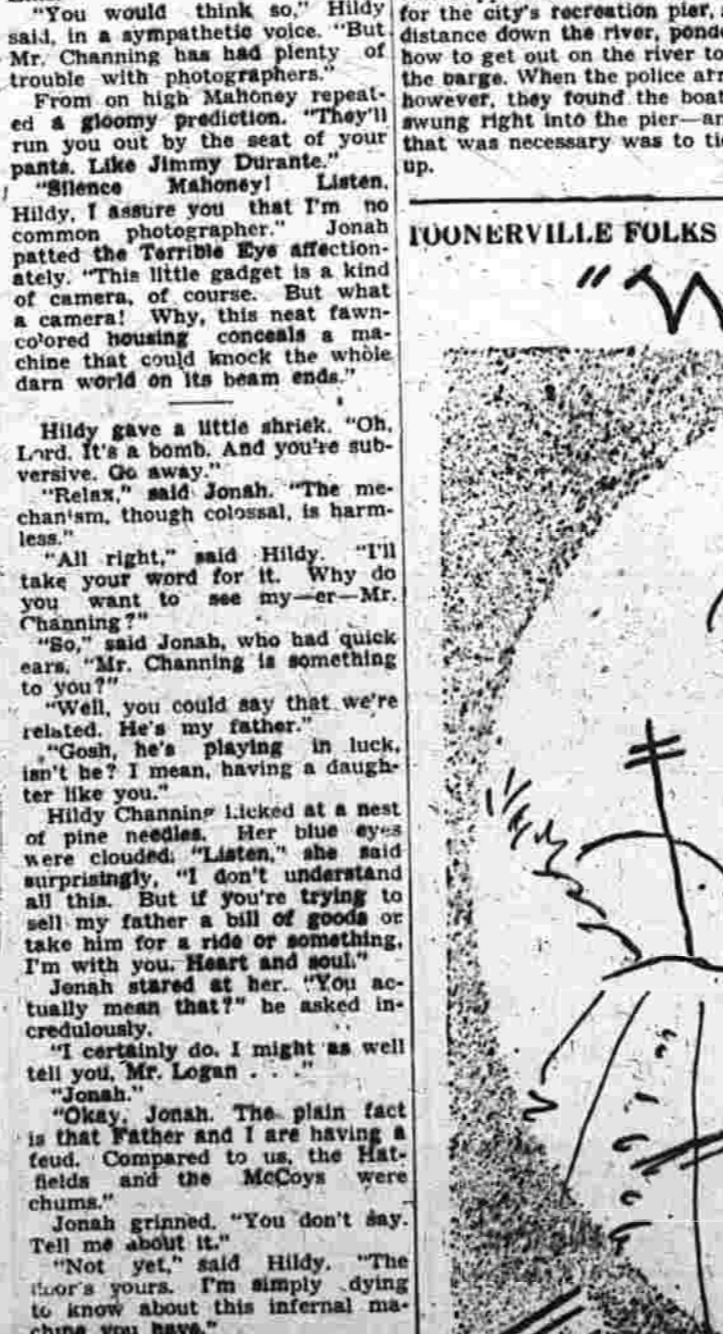 "You would think so," Hildy
said, in a sympathetic voice. "But
Mr. Channing has had plenty of
trouble with photographers."
From on high Mahoney repeat-
ed a gloomy prediction. "They'll
run you out by the seat of your
pants. Like Jimmy Durante."
"Silence Mahoney! Listen,
Hildy, I assure you that I'm no
common photographer." Jonah
patted the Terrible Eye affection-
ately. "This little gadget is a kind
of camera, of course. But what
a camera! Why, this neat fawn-
colored housing conceals a ma-
chine that could knock the whole
darn world on its beam ends."
Hildy gave a little shriek. "Oh,
Lord. It's a bomb. And you're sub-
versive. Go away."
"Relax," said Jonah. "The me-
chanism, though colossal, is harm-
less."
"All right," said Hildy. "I'll
take your word for it. Why do
you want to see my—er—Mr.
Channing?"
"So," said Jonah, who had quick
ears, "Mr. Channing is something
to you?"
"Well, you could say that we're
related. He's my father."
"Gosh, he's playing in luck,
isn't he? I mean, having a daugh-
ter like you."
Hildy Channing kicked at a nest
of pine needles. Her blue eyes
were clouded. "Listen," she said
surprisingly, "I don't understand
all this. But if you're trying to
sell my father a bill of goods or
take him for a ride or something,
I'm with you. Heart and soul."
Jonah stared at her. "You ac-
tually mean that?" he asked in-
credulously.
"I certainly do. I might as well
tell you, Mr. Logan . . ."
"Jonah."
"Okay, Jonah. The plain fact
is that Father and I are having a
feud. Compared to us, the Hat-
fields and the McCoys were
chums."
Jonah grinned. "You don't say.
Tell me about it."
"Not yet," said Hildy. "The
floor's yours. I'm simply dying
to know about this infernal ma-
chine you have."
for the city's recreation pier,
distance down the river,
how to get out on the river to
the barge. When the police
however, they found the boat
swung right into the pier—
that was necessary was to
up.
TOONERVILLE FOLKS